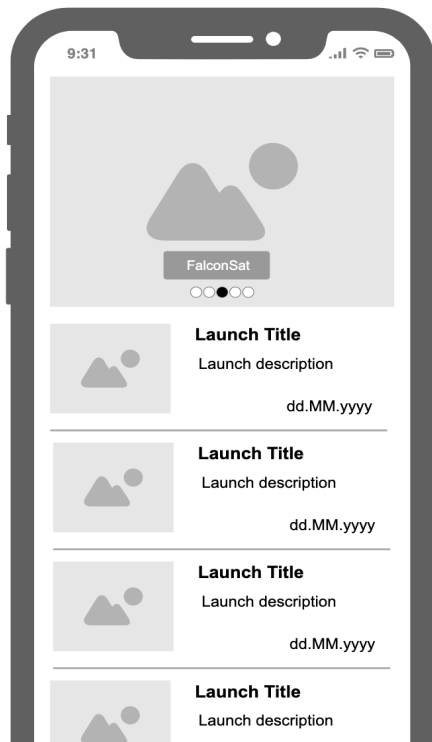 9:31
FalconSat
Launch Title
Launch description
dd.MM.yyyy
Launch Title
Launch description
dd.MM.yyyy
Launch Title
Launch description
dd.MM.yyyy
Launch Title
Launch description